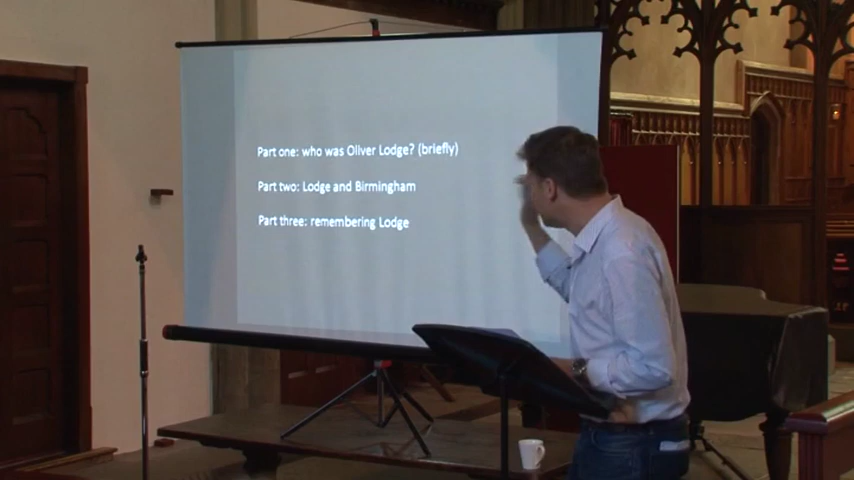 Part one: who was Oliver Lodge? (briefly)
Part two: Lodge and Birmingham
Part three: remembering Lodge